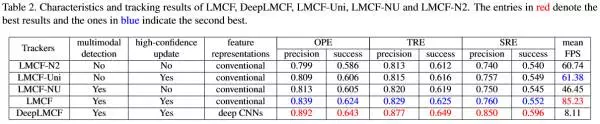 Table 2. Characteristics and tracking results of LMCF, DeepLMCF, LMCF-Uni, LMCF-NU and LMCF-N2. The entries in red denote the
best results and the ones in blue indicate the second best.
Trackers multimodal detection high-confidence update feature representations OPE TRE SRE mean FPS
precision success precision success precision success
LMCF-N2 No No conventional 0.799 0.586 0.813 0.612 0.740 0.540 60.74
LMCF-Uni No Yes conventional 0.809 0.606 0.815 0.616 0.757 0.549 61.38
LMCF-NU Yes No conventional 0.813 0.605 0.820 0.619 0.750 0.545 46.45
LMCF Yes Yes conventional 0.839 0.624 0.829 0.625 0.760 0.552 85.23
DeepLMCF Yes Yes deep CNNs 0.892 0.643 0.877 0.649 0.850 0.596 8.11